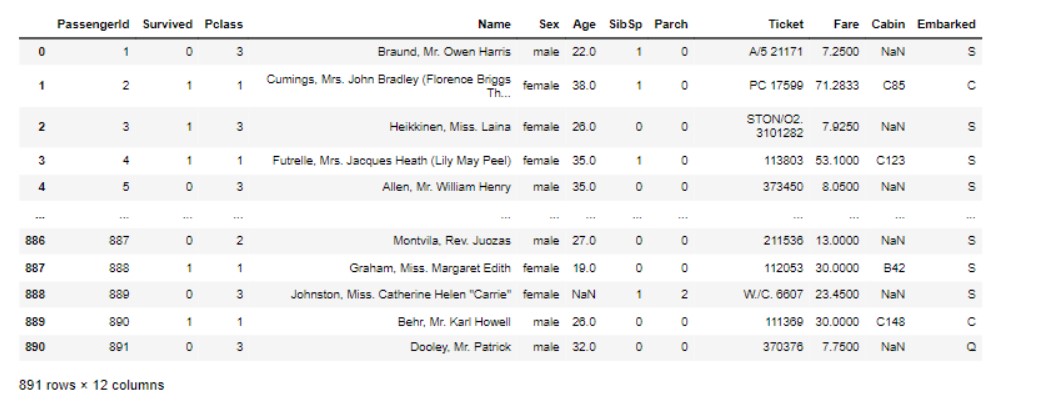 PassengerId Survived Pclass Name Sex Age SibSp Parch Ticket Fare Cabin Embarked
0 1 0 3 Braund, Mr. Owen Harris male 22.0 1 0 A/5 21171 7.2500 NaN S
1 2 1 1 Cumings, Mrs. John Bradley (Florence Briggs Th... female 38.0 1 0 PC 17599 71.2833 C85 C
2 3 1 3 Heikkinen, Miss. Laina female 26.0 0 0 STON/O2. 3101282 7.9250 NaN S
3 4 1 1 Futrelle, Mrs. Jacques Heath (Lily May Peel) female 35.0 1 0 113803 53.1000 C123 S
4 5 0 3 Allen, Mr. William Henry male 35.0 0 0 373450 8.0500 NaN S
... ... ... ... ... ... ... ... ... ... ... ... ...
886 887 0 2 Montvila, Rev. Juozas male 27.0 0 0 211536 13.0000 NaN S
887 888 1 1 Graham, Miss. Margaret Edith female 19.0 0 0 112053 30.0000 B42 S
888 889 0 3 Johnston, Miss. Catherine Helen "Carrie" female NaN 1 2 W./C. 6607 23.4500 NaN S
889 890 1 1 Behr, Mr. Karl Howell male 26.0 0 0 111369 30.0000 C148 C
890 891 0 3 Dooley, Mr. Patrick male 32.0 0 0 370376 7.7500 NaN Q
891 rows × 12 columns